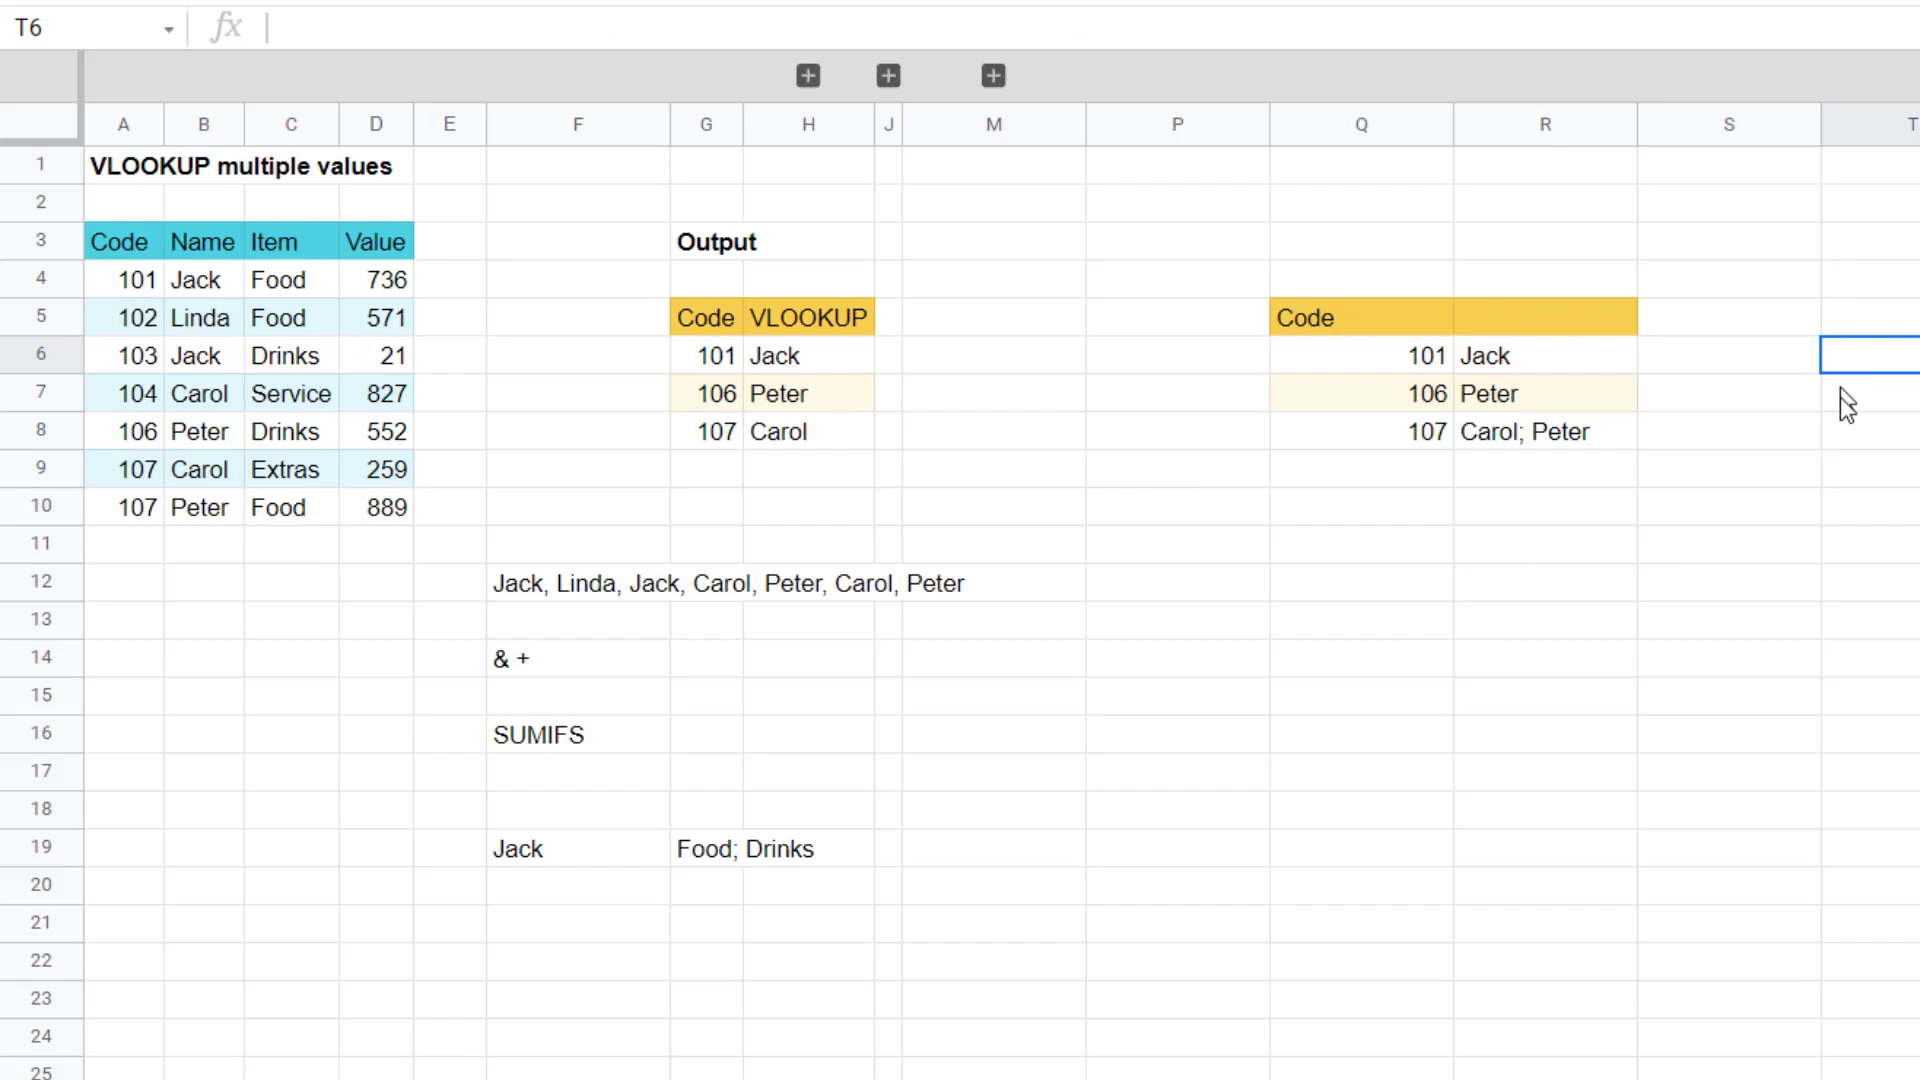 T6 fx
A B C D E F G H J M P Q R S T
1 VLOOKUP multiple values
2
3 Code Name Item Value Output
4 101 Jack Food 736
5 102 Linda Food 571 Code VLOOKUP Code
6 103 Jack Drinks 21 101 Jack 101 Jack
7 104 Carol Service 827 106 Peter 106 Peter
8 106 Peter Drinks 552 107 Carol 107 Carol; Peter
9 107 Carol Extras 259
10 107 Peter Food 889
11
12 Jack, Linda, Jack, Carol, Peter, Carol, Peter
13
14 & +
15
16 SUMIFS
17
18
19 Jack Food; Drinks
20
21
22
23
24
25